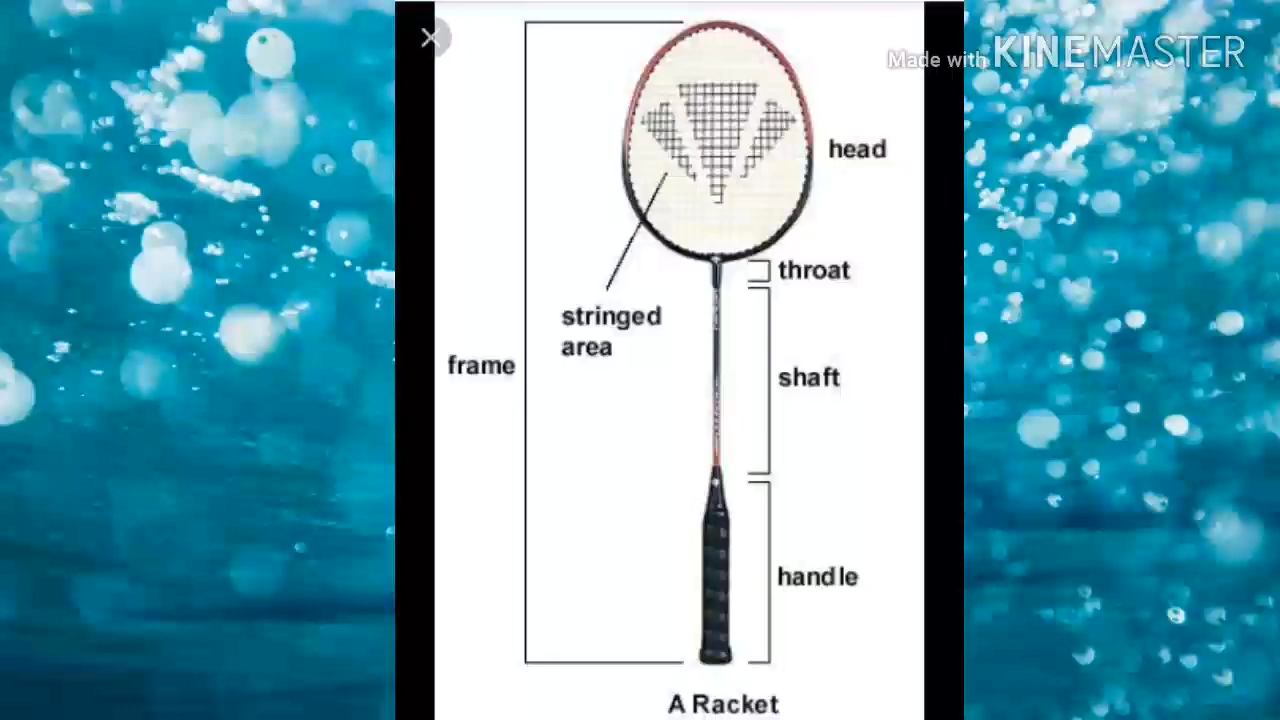 Made with KINEMASTER
head
throat
stringed
area
frame
shaft
handle
A Racket